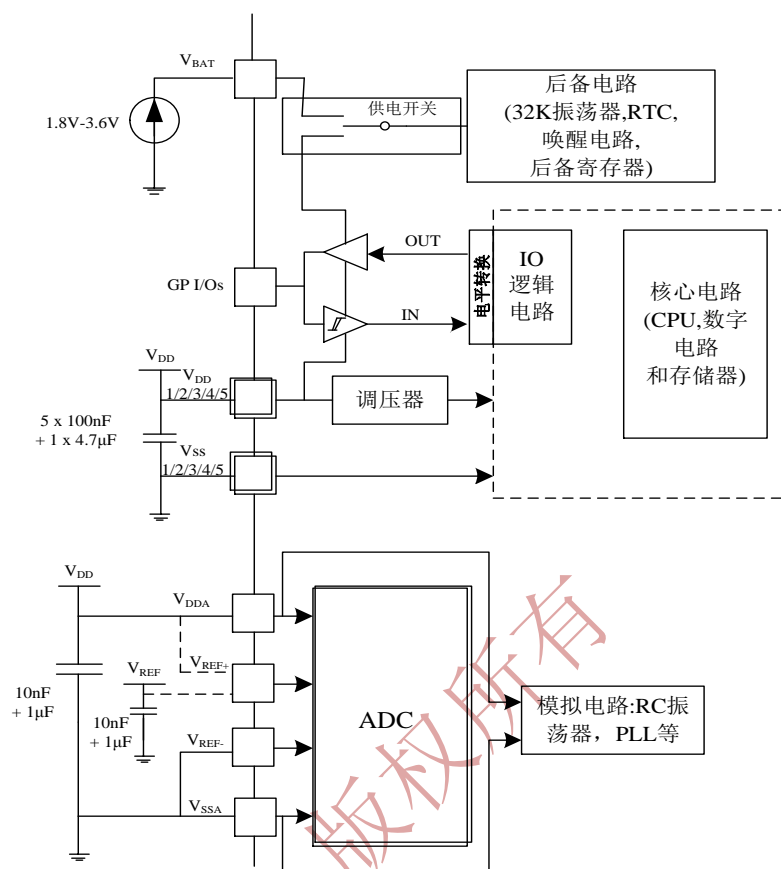 VBAT
1.8V-3.6V
供电开关
后备电路
(32K振荡器,RTC,
唤醒电路,
后备寄存器)
OUT
GP I/Os
IN
电平转换
IO
逻辑
电路
核心电路
(CPU,数字
电路
和存储器)
VDD
VDD
1/2/3/4/5
调压器
5 x 100nF
+ 1 x 4.7μF
VSS
1/2/3/4/5
VDD
VDDA
VREF
VREF+
10nF
+ 1μF
10nF
+ 1μF
VREF-
VSSA
ADC
模拟电路:RC振
荡器，PLL等
版权所有